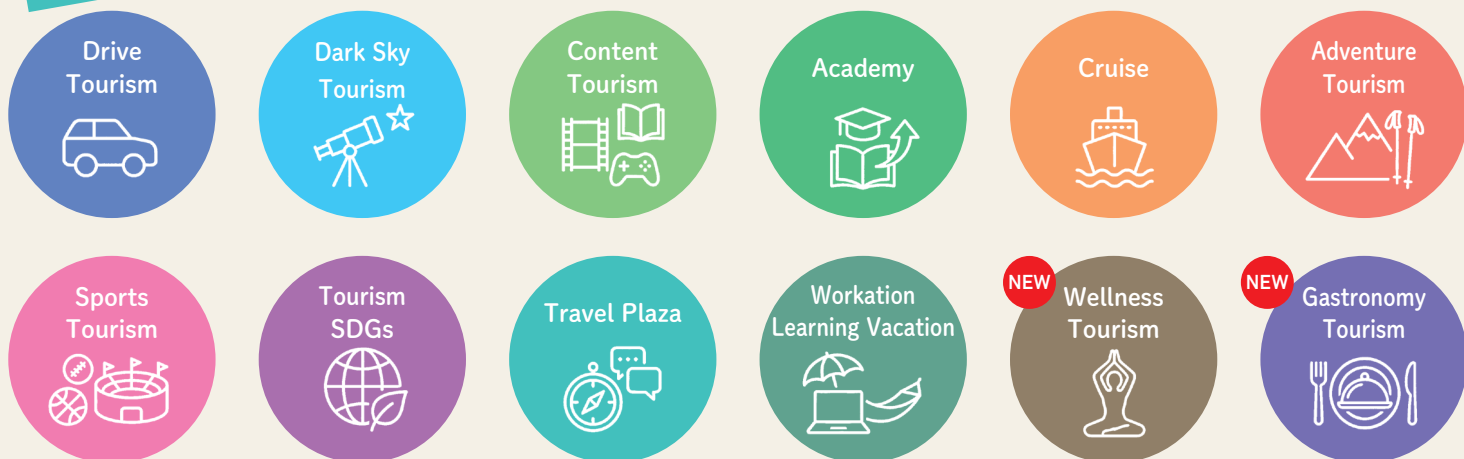 Drive
Tourism
Dark Sky
Tourism
Content
Tourism
Academy
Cruise
Adventure
Tourism
Sports
Tourism
Tourism
SDGs
Travel Plaza
Workation
Learning Vacation
NEW
Wellness
Tourism
NEW
Gastronomy
Tourism